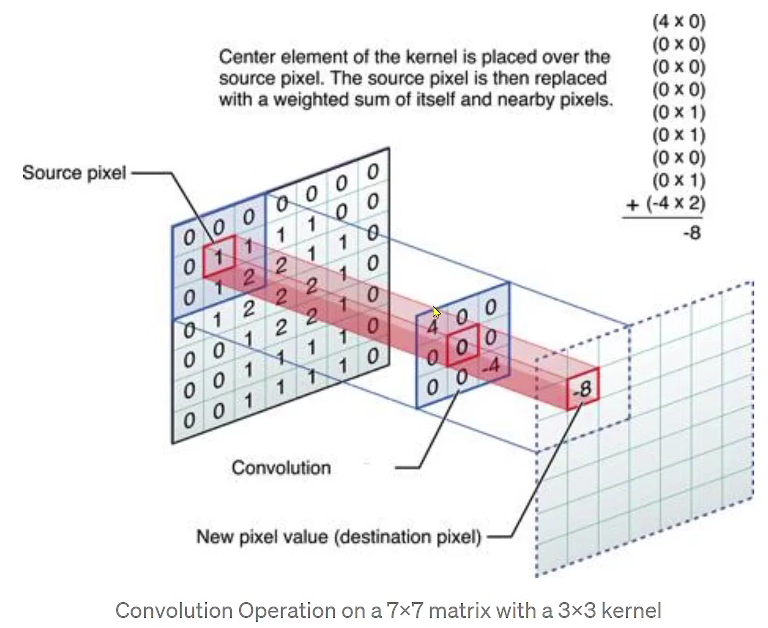 Center element of the kernel is placed over the
source pixel. The source pixel is then replaced
with a weighted sum of itself and nearby pixels.
(4 x 0)
(0 x 0)
(0 x 0)
(0 x 0)
(0 x 1)
(0 x 1)
(0 x 0)
(0 x 1)
+ (-4 x 2)
-8
Source pixel
0 0 0 0 0 0 0
0 1 1 1 1 0 0
0 1 2 2 1 1 0
0 1 2 2 2 1 0
0 0 1 2 2 1 0
0 0 0 1 1 1 0
0 0 1 1 1 1 0
4 0 0
0 0 0
0 0 -4
-8
Convolution
New pixel value (destination pixel)
Convolution Operation on a 7×7 matrix with a 3×3 kernel